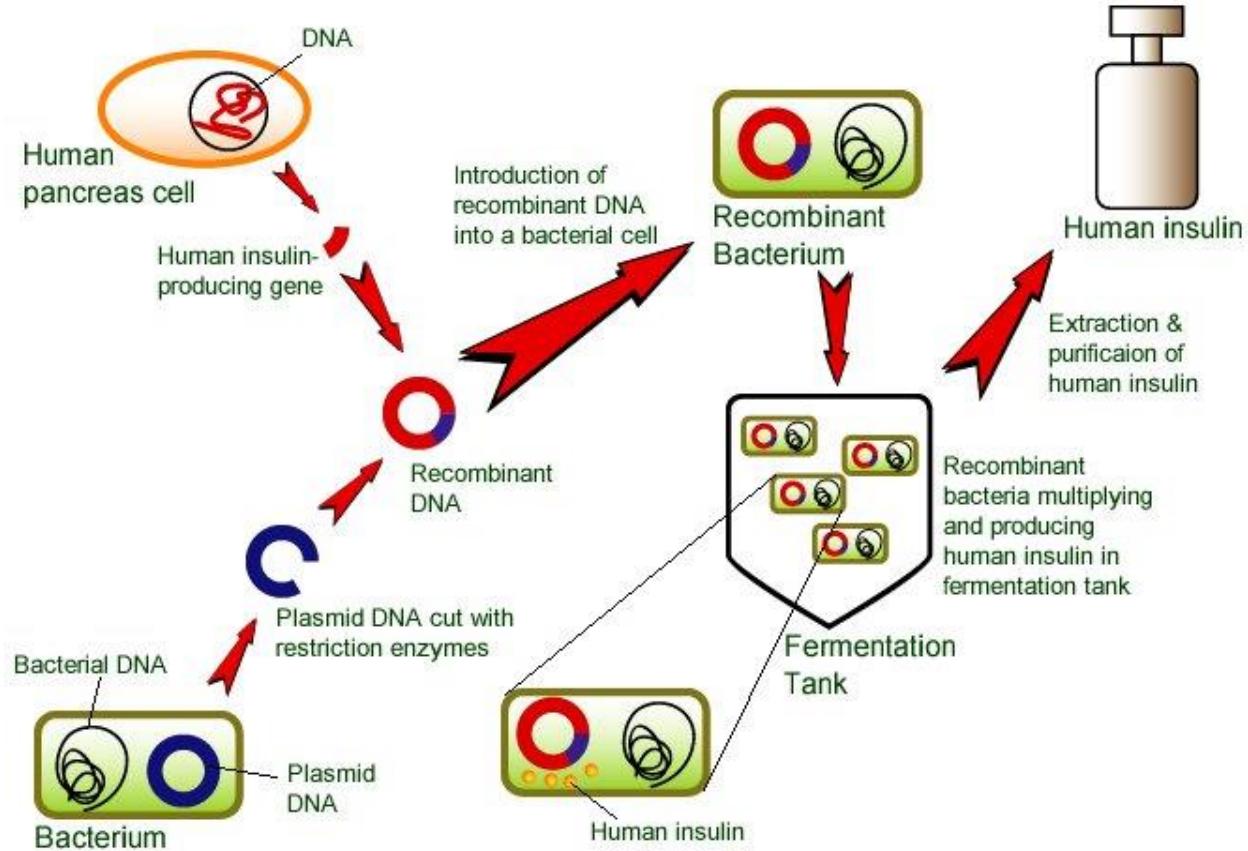 DNA
Human
pancreas cell
Human insulin-
producing gene
Introduction of
recombinant DNA
into a bacterial cell
Recombinant
Bacterium
Human insulin
Extraction &
purificaion of
human insulin
Recombinant
DNA
Recombinant
bacteria multiplying
and producing
human insulin in
fermentation tank
Plasmid DNA cut with
restriction enzymes
Fermentation
Tank
Bacterial DNA
Plasmid
DNA
Bacterium
Human insulin